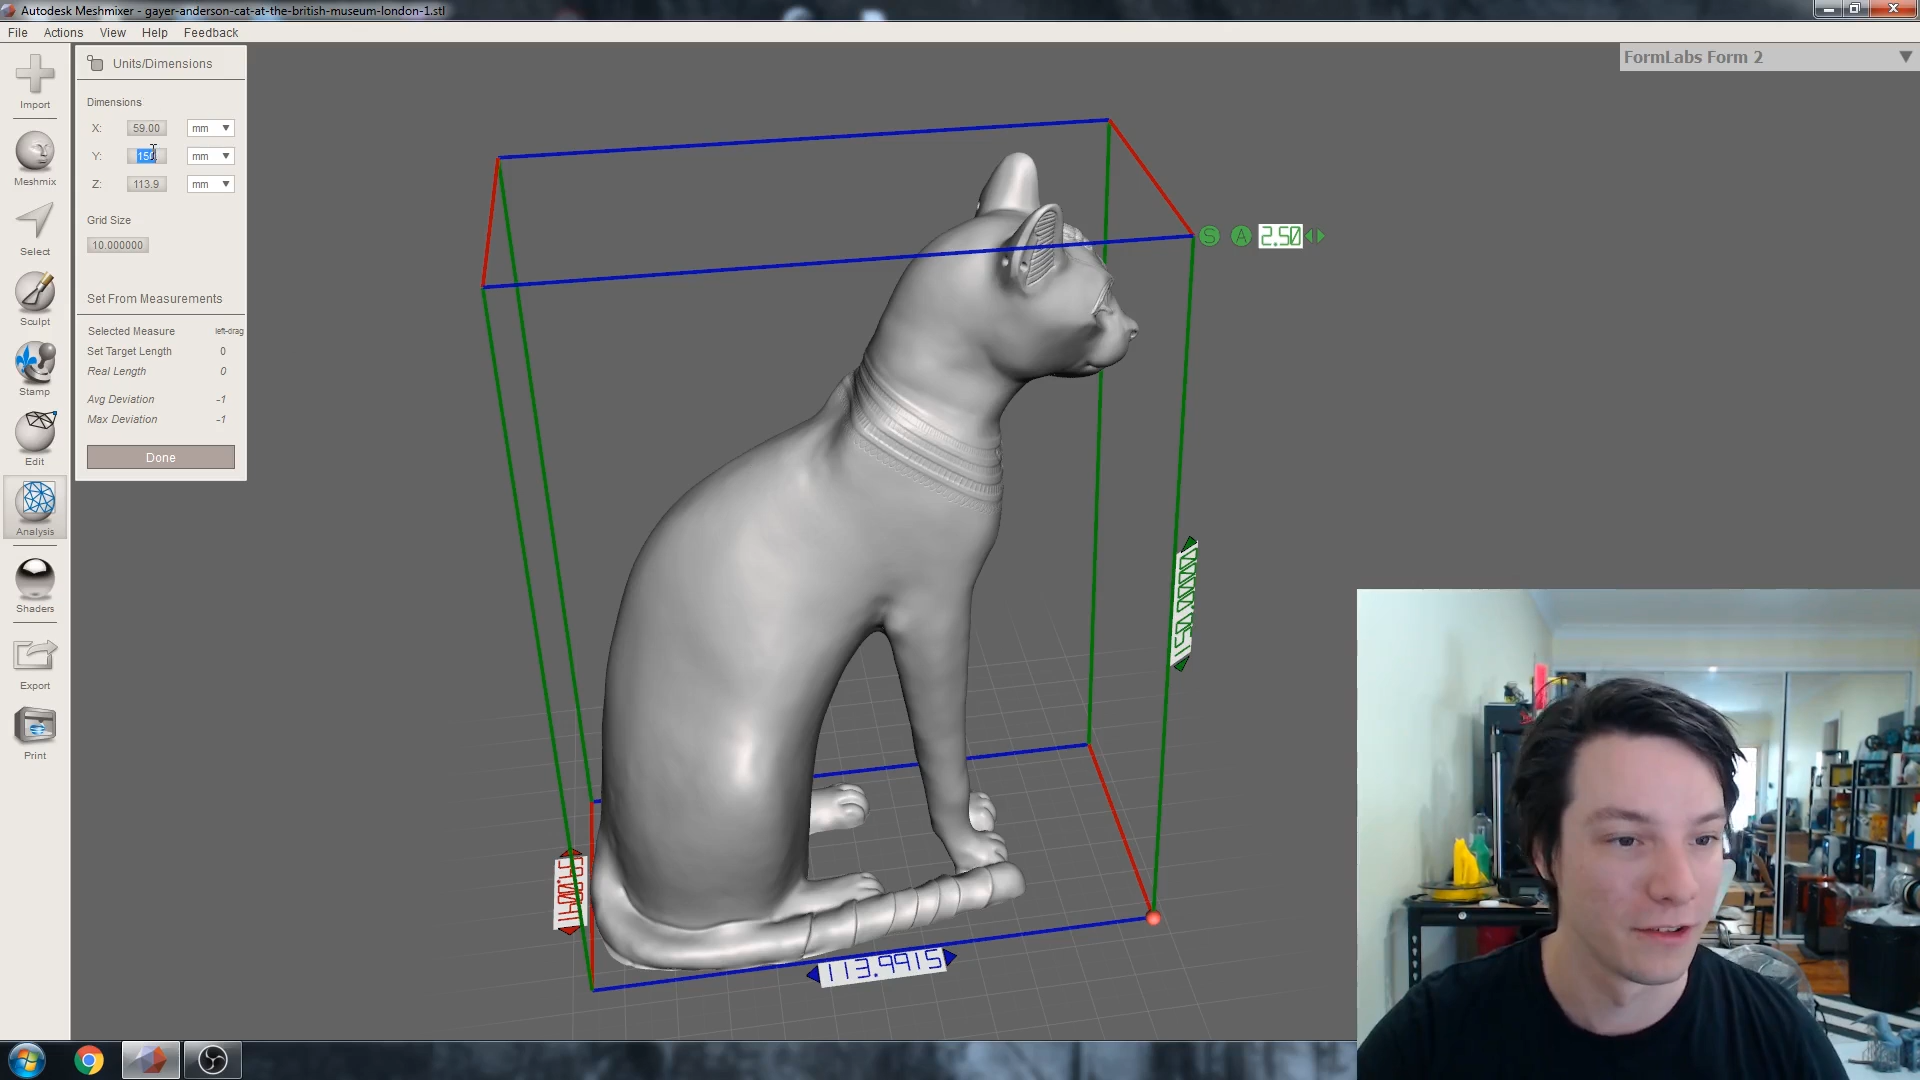 Autodesk Meshmixer - gayer-anderson-cat-at-the-british-museum-london-1.stl
File Actions View Help Feedback
FormLabs Form 2
Import
Meshmix
Select
Sculpt
Stamp
Edit
Analysis
Shaders
Export
Print
Units/Dimensions
Dimensions
X: 59.00 mm
Y: 150 mm
Z: 113.9 mm
Grid Size
10.000000
Set From Measurements
Selected Measure left-drag
Set Target Length 0
Real Length 0
Avg Deviation -1
Max Deviation -1
Done
S A 2.50
113.9915